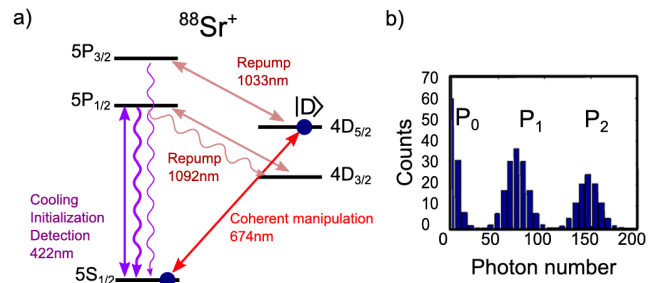 a)
⁸⁸Sr⁺
5P₃/₂
Repump
1033nm
5P₁/₂
|D⟩
4D₅/₂
Repump
1092nm
4D₃/₂
Cooling
Initialization
Detection
422nm
Coherent manipulation
674nm
5S₁/₂
b)
70
60
50
40
30
20
10
0
Counts
P₀
P₁
P₂
0
50
100
150
200
Photon number